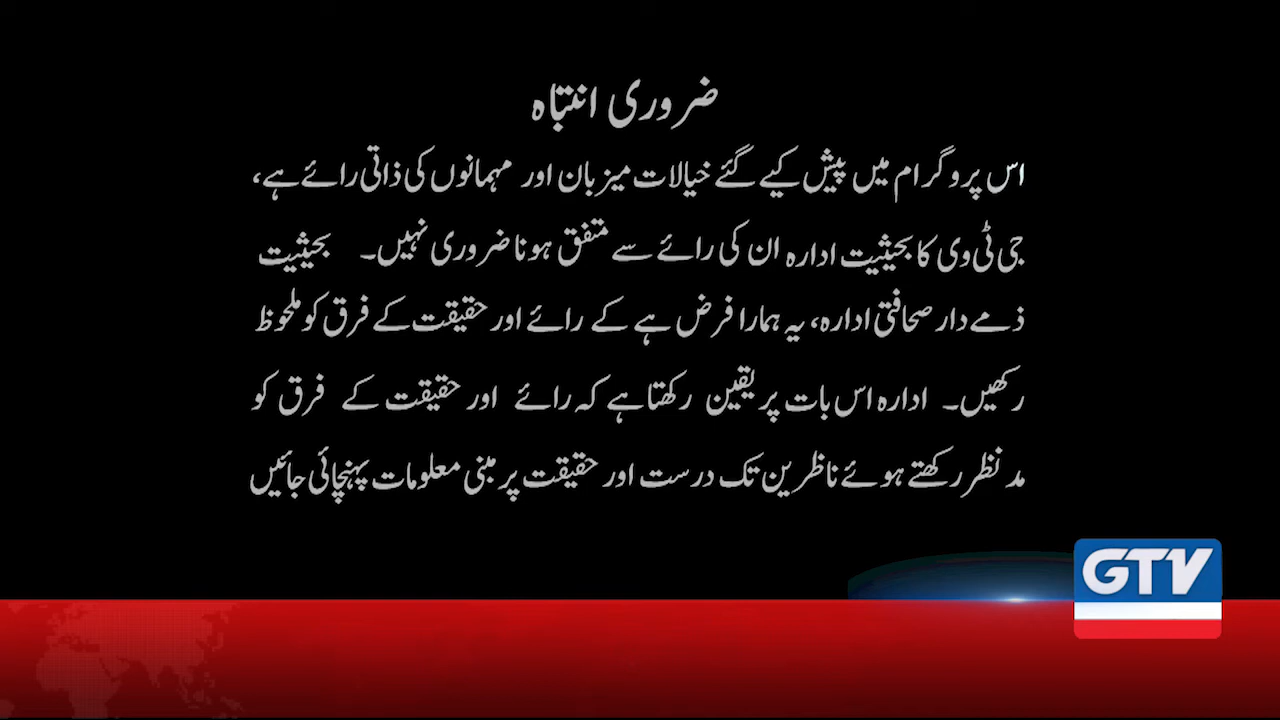 ضروری انتباہ
اس پروگرام میں پیش کیے گئے خیالات میزبان اور مہمانوں کی ذاتی رائے ہے،
جی ٹی وی کا بحیثیت ادارہ ان کی رائے سے متفق ہونا ضروری نہیں۔ بحیثیت
ذمے دار صحافتی ادارہ، یہ ہمارا فرض ہے کے رائے اور حقیقت کے فرق کو ملحوظ
رکھیں۔ ادارہ اس بات پر یقین رکھتا ہے کہ رائے اور حقیقت کے فرق کو
مد نظر رکھتے ہوئے ناظرین تک درست اور حقیقت پر مبنی معلومات پہنچائی جائیں
GTV